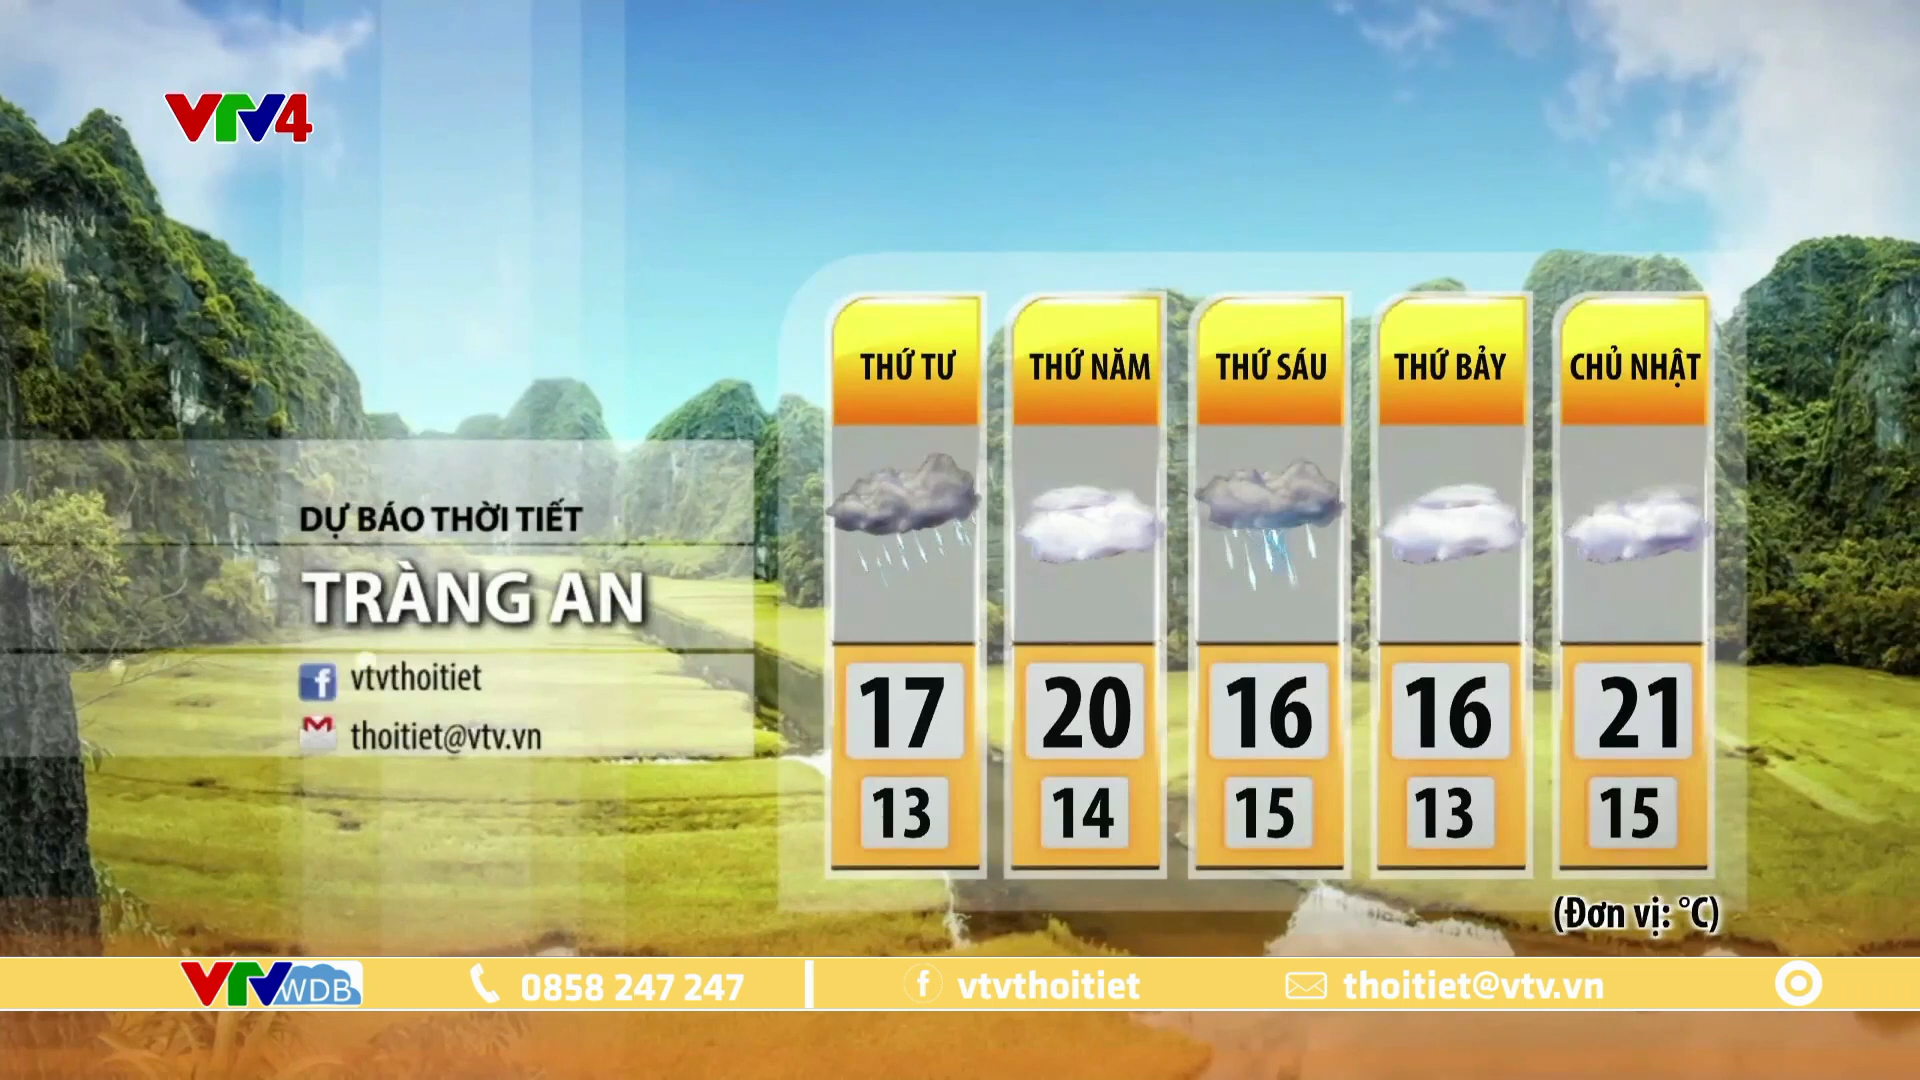 VTV4
DỰ BÁO THỜI TIẾT
TRÀNG AN
vtvthoitiet
thoitiet@vtv.vn
THỨ TƯ THỨ NĂM THỨ SÁU THỨ BẢY CHỦ NHẬT
17 20 16 16 21
13 14 15 13 15
(Đơn vị: °C)
VTV WDB 0858 247 247 vtvthoitiet thoitiet@vtv.vn